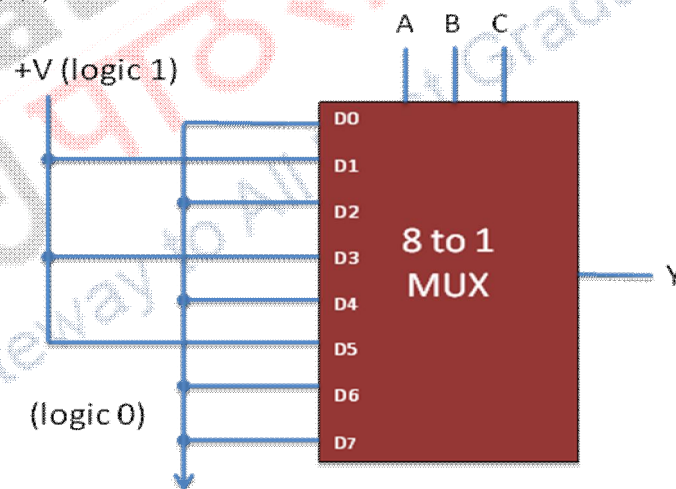 A B C
+V (logic 1)
D0
D1
D2
8 to 1
D3
MUX
Y
D4
D5
D6
(logic 0)
D7